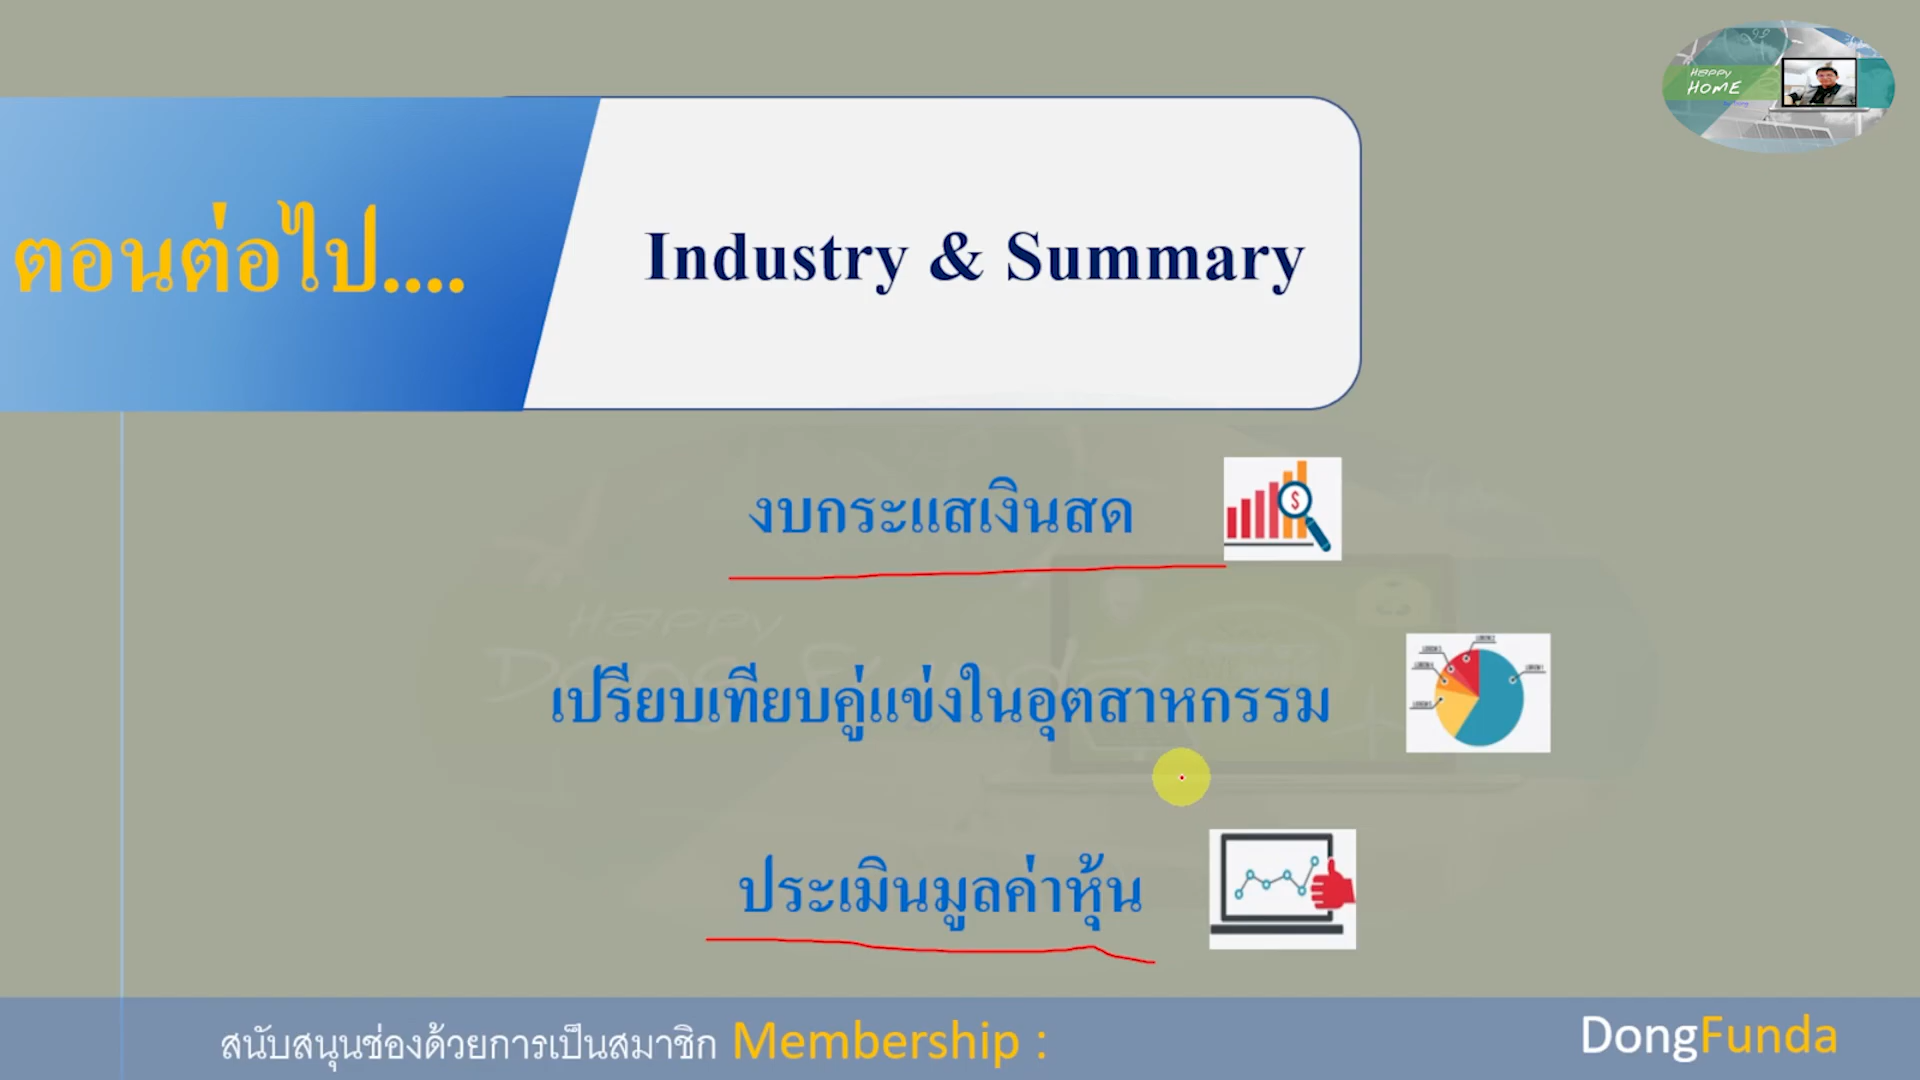 Happy
HOME
ตอนต่อไป....
Industry & Summary
งบกระแสเงินสด
เปรียบเทียบคู่แข่งในอุตสาหกรรม
ประเมินมูลค่าหุ้น
สนับสนุนช่องด้วยการเป็นสมาชิก Membership :
DongFunda